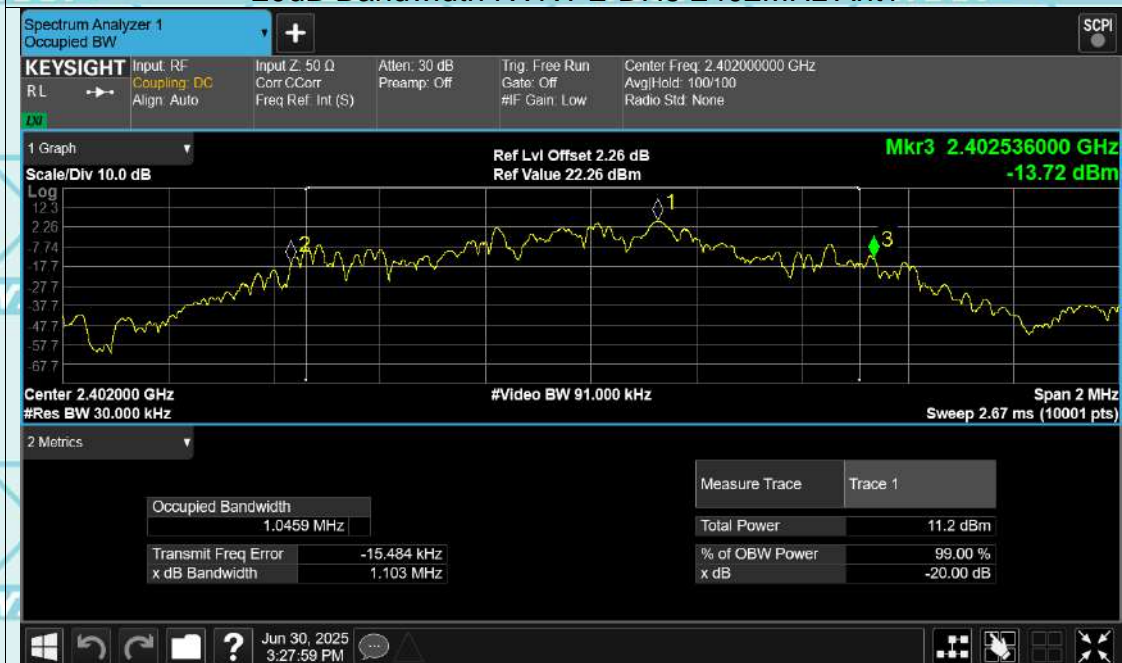 Spectrum Analyzer 1
Occupied BW
+
SCPI
KEYSIGHT
RL
LXI
Input: RF
Coupling: DC
Align: Auto
Input Z: 50 Ω
Corr CCorr
Freq Ref: Int (S)
Atten: 30 dB
Preamp: Off
Trig: Free Run
Gate: Off
#IF Gain: Low
Center Freq: 2.402000000 GHz
Avg|Hold: 100/100
Radio Std: None
1 Graph
Scale/Div 10.0 dB
Ref Lvl Offset 2.26 dB
Ref Value 22.26 dBm
Mkr3 2.402536000 GHz
-13.72 dBm
Log
12.3
2.26
-7.74
-17.7
-27.7
-37.7
-47.7
-57.7
-67.7
1
2
3
Center 2.402000 GHz
#Video BW 91.000 kHz
Span 2 MHz
#Res BW 30.000 kHz
Sweep 2.67 ms (10001 pts)
2 Metrics
Measure Trace Trace 1
Occupied Bandwidth
1.0459 MHz
Total Power 11.2 dBm
Transmit Freq Error -15.484 kHz
% of OBW Power 99.00 %
x dB Bandwidth 1.103 MHz
x dB -20.00 dB
?
Jun 30, 2025
3:27:59 PM